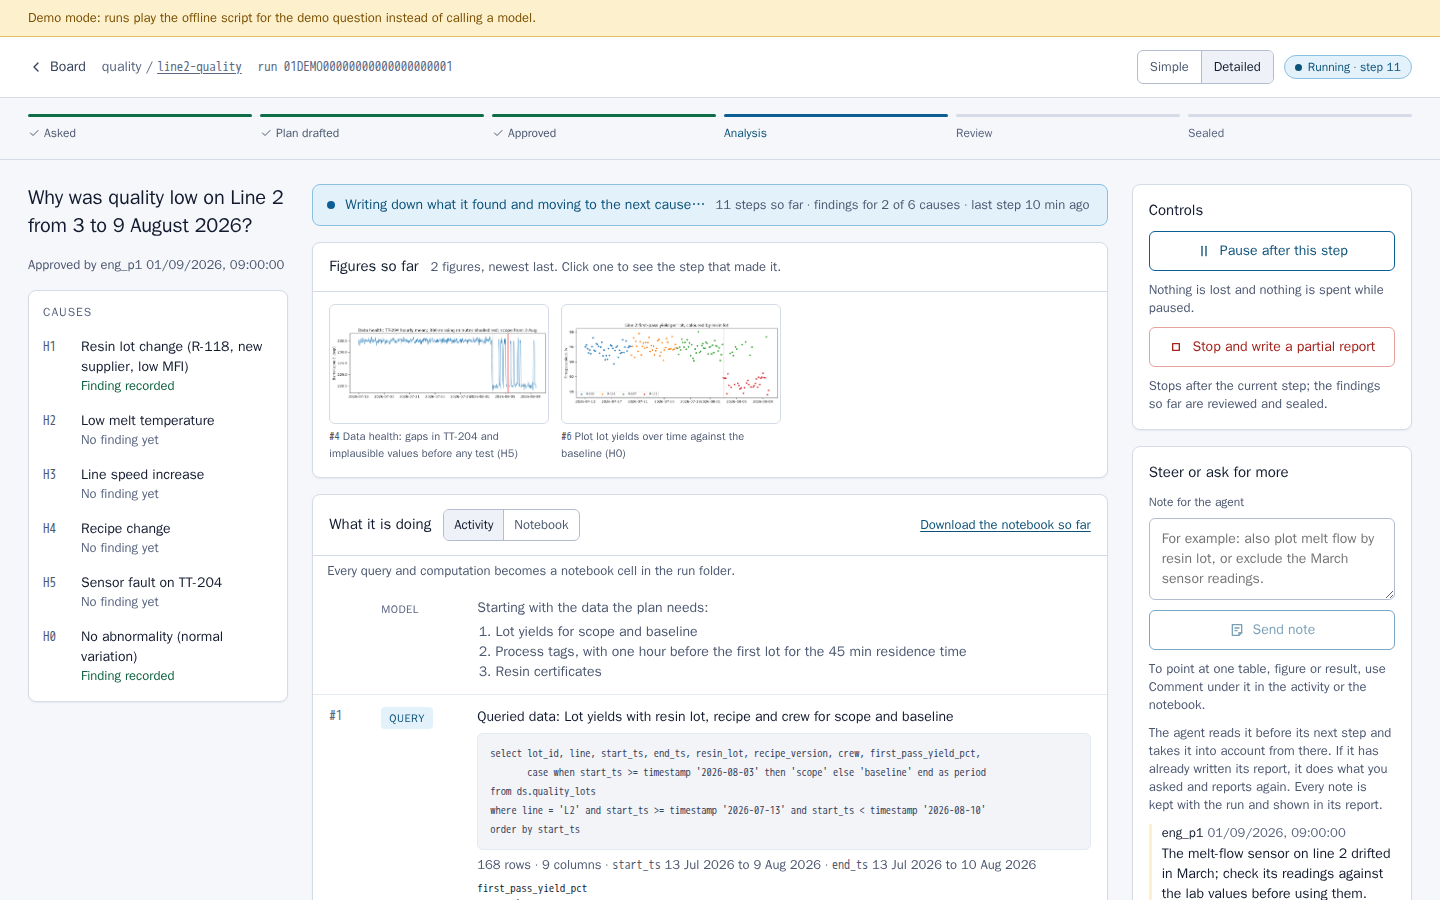 Demo mode: runs play the offline script for the demo question instead of calling a model.
Board quality / line2-quality run 01DEMO00000000000000000001
Simple Detailed Running · step 11
Asked Plan drafted Approved Analysis Review Sealed
Why was quality low on Line 2
from 3 to 9 August 2026?
Approved by eng_p1 01/09/2026, 09:00:00
CAUSES
H1 Resin lot change (R-118, new
supplier, low MFI)
Finding recorded
H2 Low melt temperature
No finding yet
H3 Line speed increase
No finding yet
H4 Recipe change
No finding yet
H5 Sensor fault on TT-204
No finding yet
H0 No abnormality (normal
variation)
Finding recorded
Writing down what it found and moving to the next cause··· 11 steps so far · findings for 2 of 6 causes · last step 10 min ago
Figures so far 2 figures, newest last. Click one to see the step that made it.
Line 2 first-pass yield per lot, coloured by resin lot
#4 Data health: gaps in TT-204 and
implausible values before any test (H5)
#6 Plot lot yields over time against the
baseline (H0)
What it is doing Activity Notebook Download the notebook so far
Every query and computation becomes a notebook cell in the run folder.
MODEL Starting with the data the plan needs:
1. Lot yields for scope and baseline
2. Process tags, with one hour before the first lot for the 45 min residence time
3. Resin certificates
#1 QUERY Queried data: Lot yields with resin lot, recipe and crew for scope and baseline
select lot_id, line, start_ts, end_ts, resin_lot, recipe_version, crew, first_pass_yield_pct,
case when start_ts >= timestamp '2026-08-03' then 'scope' else 'baseline' end as period
from ds.quality_lots
where line = 'L2' and start_ts >= timestamp '2026-07-13' and start_ts < timestamp '2026-08-10'
order by start_ts
168 rows · 9 columns · start_ts 13 Jul 2026 to 9 Aug 2026 · end_ts 13 Jul 2026 to 10 Aug 2026
first_pass_yield_pct
Controls
Pause after this step
Nothing is lost and nothing is spent while
paused.
Stop and write a partial report
Stops after the current step; the findings
so far are reviewed and sealed.
Steer or ask for more
Note for the agent
For example: also plot melt flow by
resin lot, or exclude the March
sensor readings.
Send note
To point at one table, figure or result, use
Comment under it in the activity or the
notebook.
The agent reads it before its next step and
takes it into account from there. If it has
already written its report, it does what you
asked and reports again. Every note is
kept with the run and shown in its report.
eng_p1 01/09/2026, 09:00:00
The melt-flow sensor on line 2 drifted
in March; check its readings against
the lab values before using them.